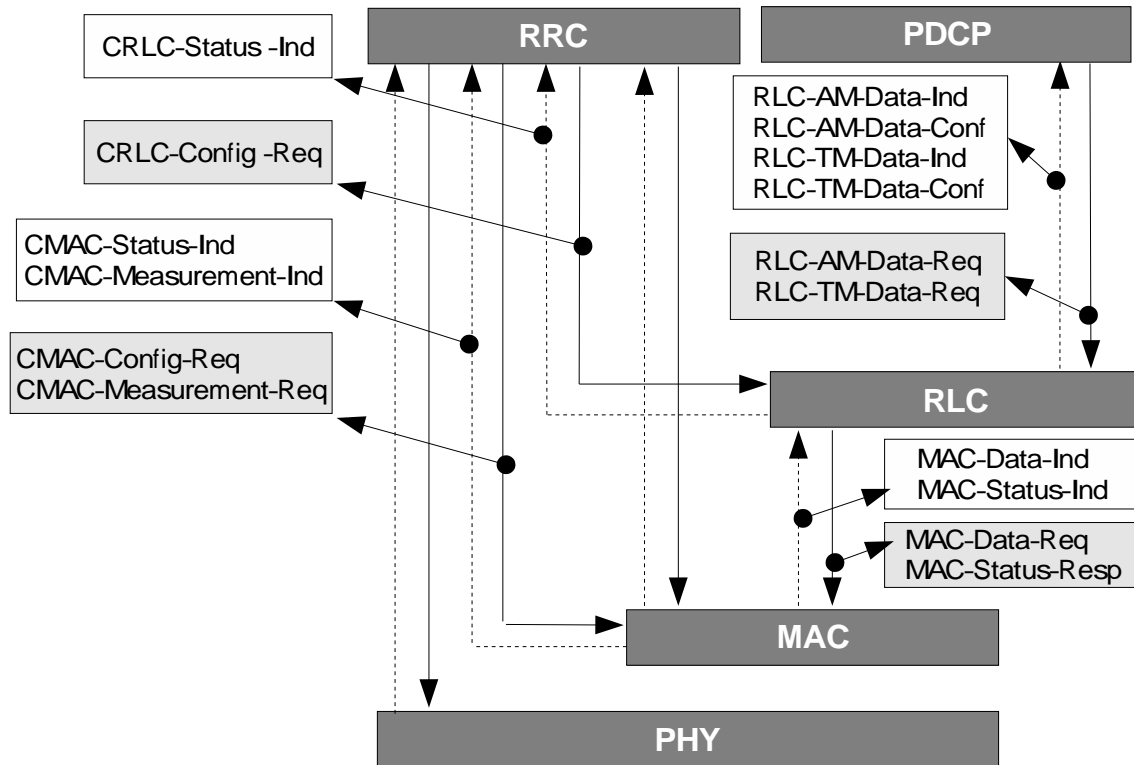 RRC
PDCP
CRLC-Status -Ind
CRLC-Config -Req
CMAC-Status-Ind
CMAC-Measurement-Ind
CMAC-Config-Req
CMAC-Measurement-Req
RLC-AM-Data-Ind
RLC-AM-Data-Conf
RLC-TM-Data-Ind
RLC-TM-Data-Conf
RLC-AM-Data-Req
RLC-TM-Data-Req
RLC
MAC-Data-Ind
MAC-Status-Ind
MAC-Data-Req
MAC-Status-Resp
MAC
PHY